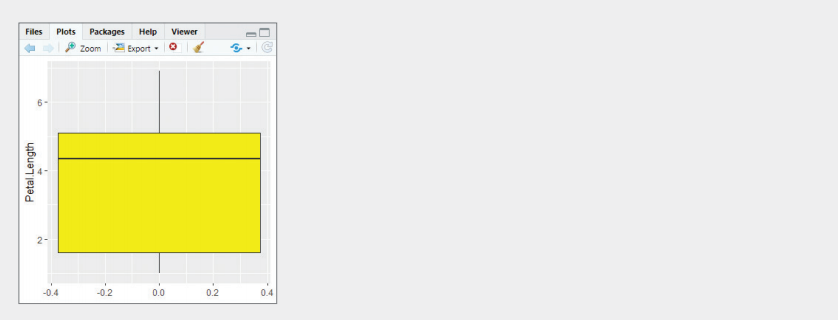 Files Plots Packages Help Viewer
Zoom Export
6
4
2
Petal.Length
-0.4 -0.2 0.0 0.2 0.4